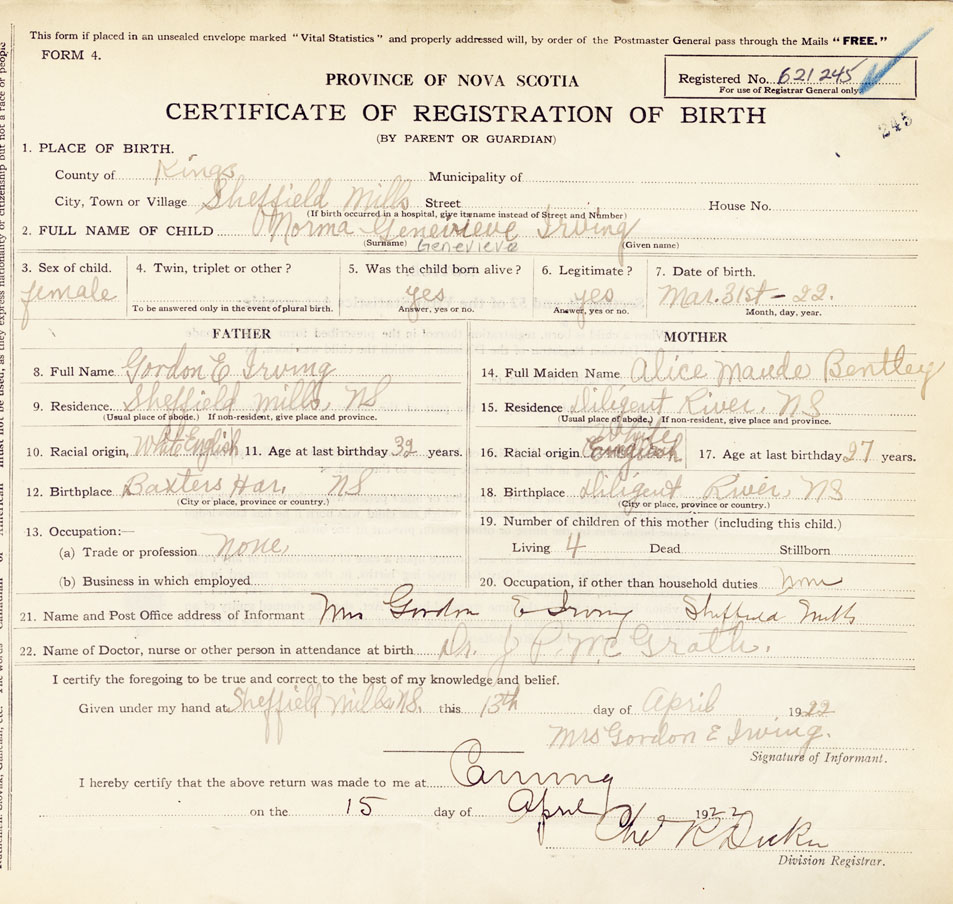 This form if placed in an unsealed envelope marked "Vital Statistics" and properly addressed will, by order of the Postmaster General pass through the Mails "FREE."
FORM 4.
PROVINCE OF NOVA SCOTIA
Registered No. 621245
For use of Registrar General only.
CERTIFICATE OF REGISTRATION OF BIRTH
245
(BY PARENT OR GUARDIAN)
1. PLACE OF BIRTH.
County of Kings Municipality of
City, Town or Village Sheffield Mills Street House No.
(If birth occurred in a hospital, give its name instead of Street and Number)
2. FULL NAME OF CHILD Norma Genevieve Irving
(Surname) Genevieve (Given name)
3. Sex of child. 4. Twin, triplet or other? 5. Was the child born alive? 6. Legitimate? 7. Date of birth.
female yes yes Mar. 31st - 22.
To be answered only in the event of plural birth. Answer, yes or no. Answer, yes or no. Month, day, year.
FATHER MOTHER
8. Full Name Gordon E Irving 14. Full Maiden Name Alice Maude Bentley
9. Residence. Sheffield Mills, NS 15. Residence Diligent River, NS
(Usual place of abode.) If non-resident, give place and province. (Usual place of abode.) If non-resident, give place and province.
White
10. Racial origin, White English 11. Age at last birthday 32 years. 16. Racial origin English 17. Age at last birthday 27 years.
12. Birthplace Baxters Har. NS 18. Birthplace Diligent River, NS
(City or place, province or country.) (City or place, province or country.)
13. Occupation:— 19. Number of children of this mother (including this child.)
(a) Trade or profession none Living 4 Dead Stillborn
(b) Business in which employed 20. Occupation, if other than household duties none
21. Name and Post Office address of Informant Mrs Gordon E Irving Sheffield Mills
22. Name of Doctor, nurse or other person in attendance at birth Dr. J P. McGrath.
I certify the foregoing to be true and correct to the best of my knowledge and belief.
Given under my hand at Sheffield Mills NS. this 13th day of April 1922
Mrs Gordon E Irving.
Signature of Informant.
I hereby certify that the above return was made to me at Canning
on the 15 day of April 1922
Chas R Dickie
Division Registrar.